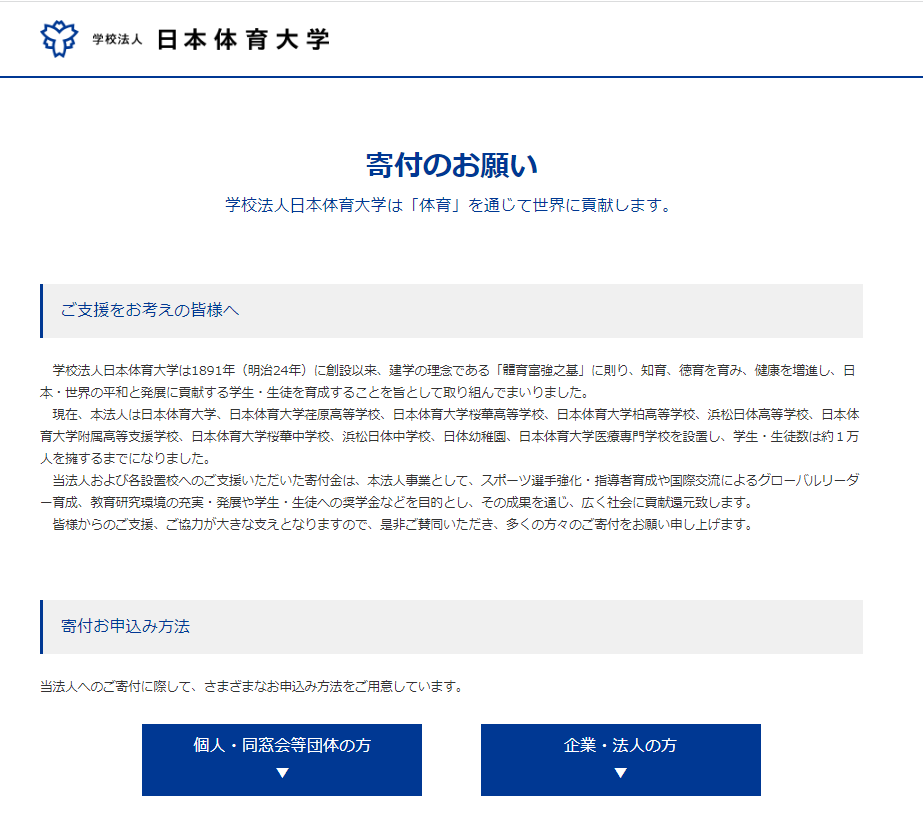 学校法人 日本体育大学
寄付のお願い
学校法人日本体育大学は「体育」を通じて世界に貢献します。
ご支援をお考えの皆様へ
　学校法人日本体育大学は1891年（明治24年）に創設以来、建学の理念である「體育富強之基」に則り、知育、徳育を育み、健康を増進し、日
本・世界の平和と発展に貢献する学生・生徒を育成することを旨として取り組んでまいりました。
　現在、本法人は日本体育大学、日本体育大学荏原高等学校、日本体育大学桜華高等学校、日本体育大学柏高等学校、浜松日体高等学校、日本体
育大学附属高等支援学校、日本体育大学桜華中学校、浜松日体中学校、日体幼稚園、日本体育大学医療専門学校を設置し、学生・生徒数は約１万
人を擁するまでになりました。
　当法人および各設置校へのご支援いただいた寄付金は、本法人事業として、スポーツ選手強化・指導者育成や国際交流によるグローバルリーダ
ー育成、教育研究環境の充実・発展や学生・生徒への奨学金などを目的とし、その成果を通じ、広く社会に貢献還元致します。
　皆様からのご支援、ご協力が大きな支えとなりますので、是非ご賛同いただき、多くの方々のご寄付をお願い申し上げます。
寄付お申込み方法
当法人へのご寄付に際して、さまざまなお申込み方法をご用意しています。
個人・同窓会等団体の方
▼
企業・法人の方
▼